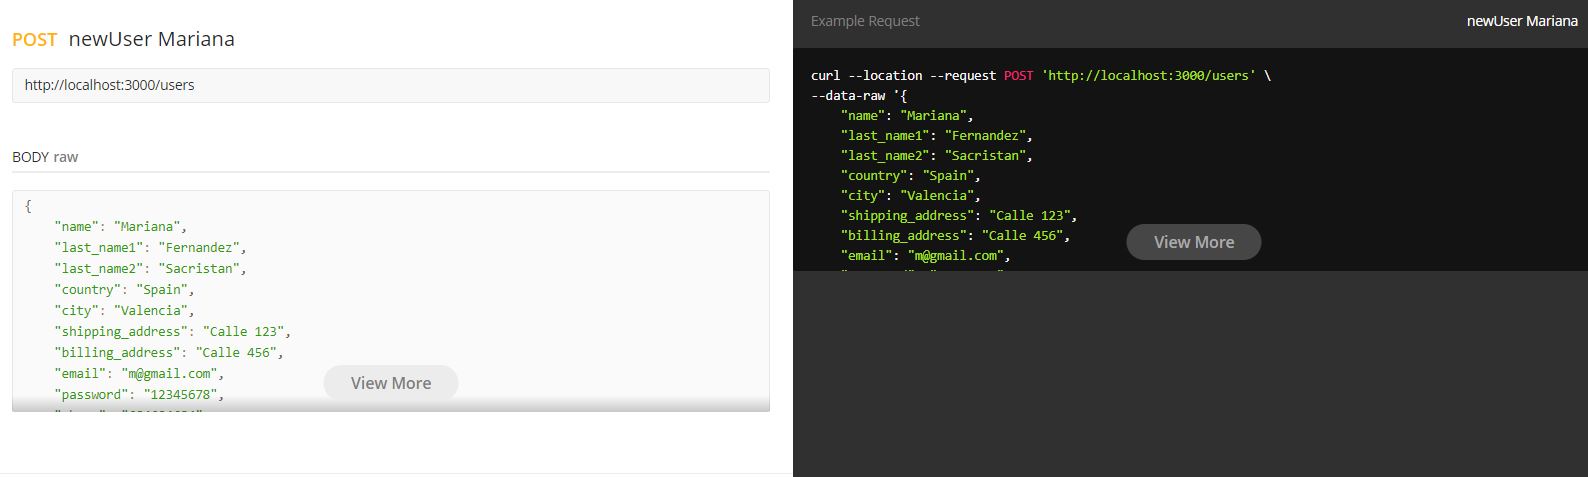 POST newUser Mariana
http://localhost:3000/users
BODY raw
{
"name": "Mariana",
"last_name1": "Fernandez",
"last_name2": "Sacristan",
"country": "Spain",
"city": "Valencia",
"shipping_address": "Calle 123",
"billing_address": "Calle 456",
"email": "m@gmail.com",
"password": "12345678",
View More
Example Request
newUser Mariana
curl --location --request POST 'http://localhost:3000/users' \
--data-raw '{
"name": "Mariana",
"last_name1": "Fernandez",
"last_name2": "Sacristan",
"country": "Spain",
"city": "Valencia",
"shipping_address": "Calle 123",
"billing_address": "Calle 456",
"email": "m@gmail.com",
View More